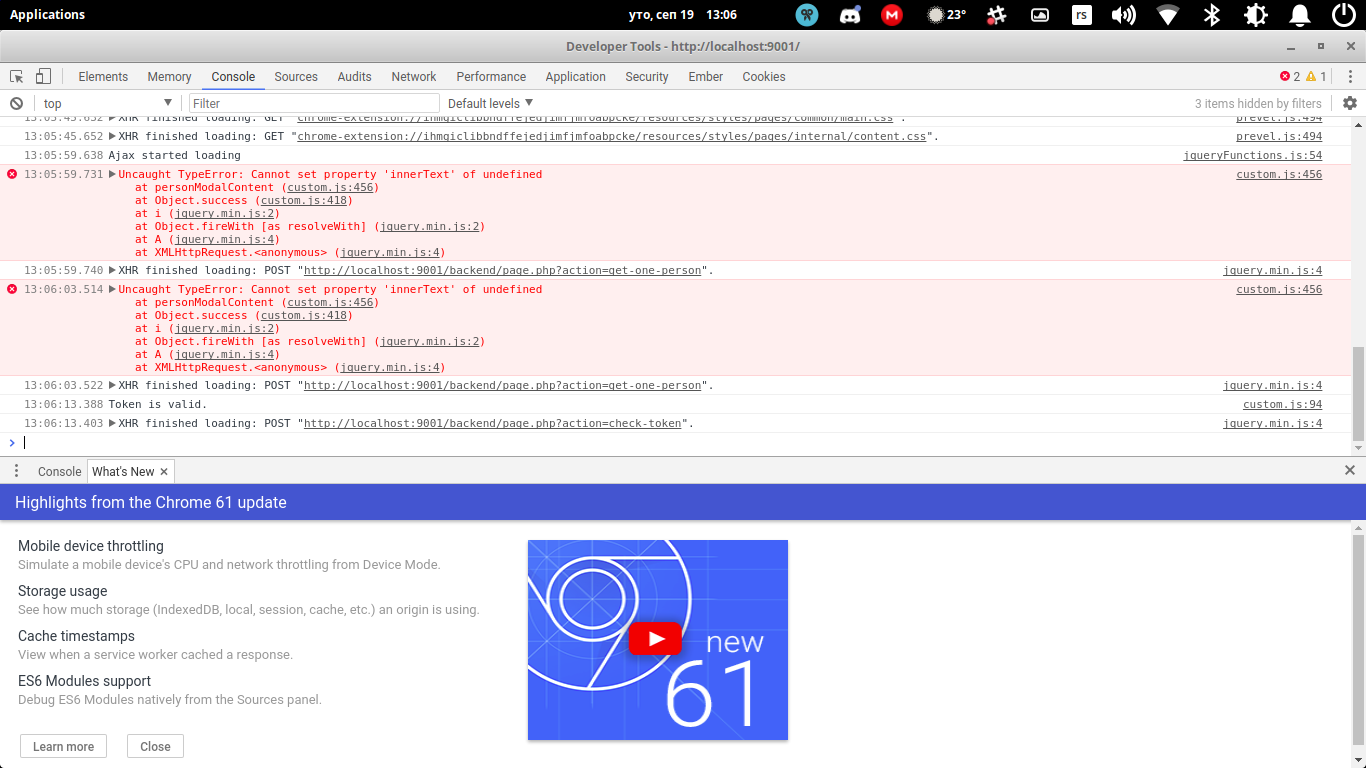 Applications
уто, сеп 19 13:06
23°
rs
Developer Tools - http://localhost:9001/
Elements Memory Console Sources Audits Network Performance Application Security Ember Cookies
2 1
top Filter Default levels 3 items hidden by filters
13:05:45.632 XHR finished loading: GET "chrome-extension://ihmqiclibbndffejedjimfjmfoabpcke/resources/styles/pages/common/main.css". prevel.js:494
13:05:45.652 XHR finished loading: GET "chrome-extension://ihmqiclibbndffejedjimfjmfoabpcke/resources/styles/pages/internal/content.css". prevel.js:494
13:05:59.638 Ajax started loading jqueryFunctions.js:54
13:05:59.731 Uncaught TypeError: Cannot set property 'innerText' of undefined custom.js:456
at personModalContent (custom.js:456)
at Object.success (custom.js:418)
at i (jquery.min.js:2)
at Object.fireWith [as resolveWith] (jquery.min.js:2)
at A (jquery.min.js:4)
at XMLHttpRequest.<anonymous> (jquery.min.js:4)
13:05:59.740 XHR finished loading: POST "http://localhost:9001/backend/page.php?action=get-one-person". jquery.min.js:4
13:06:03.514 Uncaught TypeError: Cannot set property 'innerText' of undefined custom.js:456
at personModalContent (custom.js:456)
at Object.success (custom.js:418)
at i (jquery.min.js:2)
at Object.fireWith [as resolveWith] (jquery.min.js:2)
at A (jquery.min.js:4)
at XMLHttpRequest.<anonymous> (jquery.min.js:4)
13:06:03.522 XHR finished loading: POST "http://localhost:9001/backend/page.php?action=get-one-person". jquery.min.js:4
13:06:13.388 Token is valid. custom.js:94
13:06:13.403 XHR finished loading: POST "http://localhost:9001/backend/page.php?action=check-token". jquery.min.js:4
Console What's New
Highlights from the Chrome 61 update
Mobile device throttling
Simulate a mobile device's CPU and network throttling from Device Mode.
Storage usage
See how much storage (IndexedDB, local, session, cache, etc.) an origin is using.
Cache timestamps
View when a service worker cached a response.
ES6 Modules support
Debug ES6 Modules natively from the Sources panel.
Learn more Close
new
61